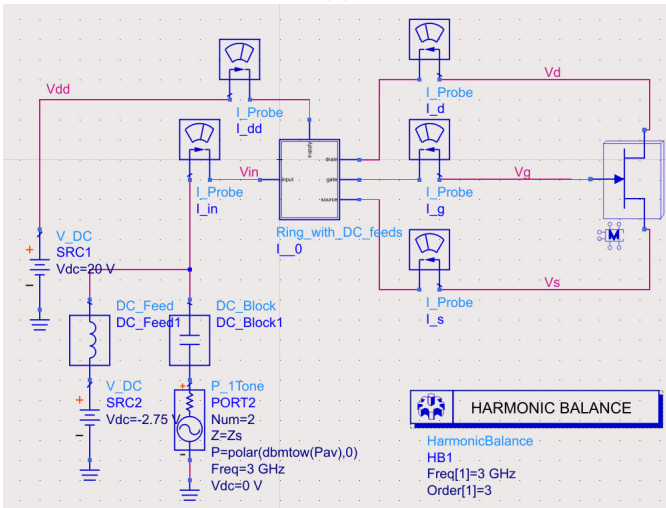 Vdd
I_Probe
I_dd
I_Probe
I_d
Vd
I_Probe
I_in
Vin
input
drain
gate
source
Ring_with_DC_feeds
I__0
I_Probe
I_g
Vg
M
I_Probe
I_s
Vs
+
V_DC
SRC1
Vdc=20 V
-
DC_Feed
DC_Feed1
DC_Block
DC_Block1
+
V_DC
SRC2
Vdc=-2.75 V
-
+
P_1Tone
PORT2
Num=2
Z=Zs
P=polar(dbmtow(Pav),0)
Freq=3 GHz
Vdc=0 V
-
HARMONIC BALANCE
HarmonicBalance
HB1
Freq[1]=3 GHz
Order[1]=3